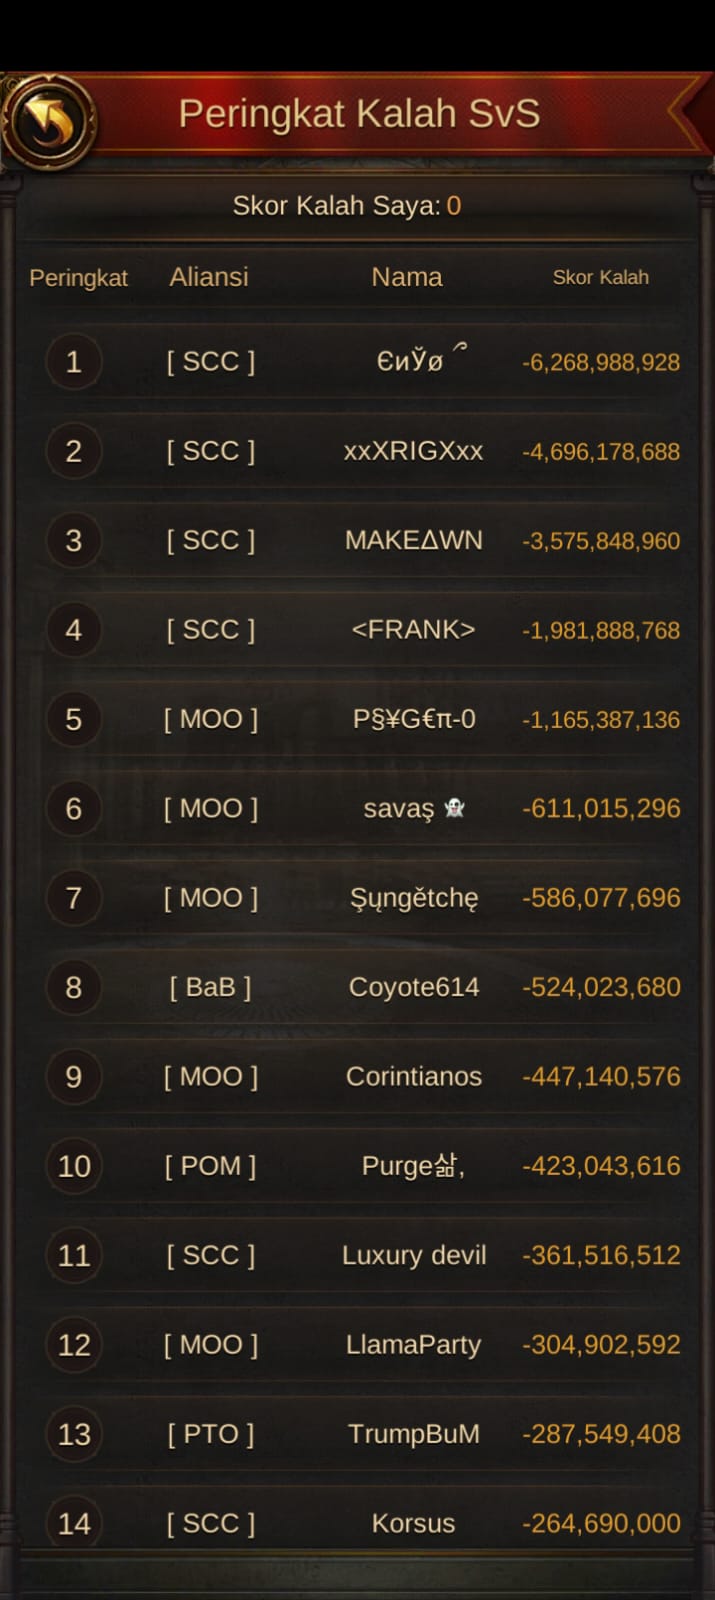 Peringkat Kalah SvS
Skor Kalah Saya: 0
Peringkat Aliansi Nama Skor Kalah
1 [ SCC ] ЄиЎø -6,268,988,928
2 [ SCC ] xxXRIGXxx -4,696,178,688
3 [ SCC ] MAKEΔWN -3,575,848,960
4 [ SCC ] <FRANK> -1,981,888,768
5 [ MOO ] P§¥G€π-0 -1,165,387,136
6 [ MOO ] savaş 👻 -611,015,296
7 [ MOO ] Şųngětchę -586,077,696
8 [ BaB ] Coyote614 -524,023,680
9 [ MOO ] Corintianos -447,140,576
10 [ POM ] Purge삶, -423,043,616
11 [ SCC ] Luxury devil -361,516,512
12 [ MOO ] LlamaParty -304,902,592
13 [ PTO ] TrumpBuM -287,549,408
14 [ SCC ] Korsus -264,690,000